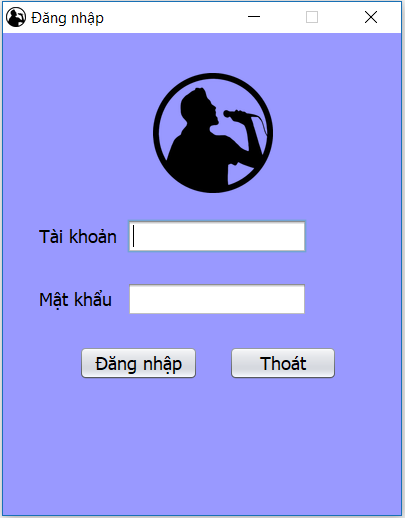 Đăng nhập
Tài khoản
Mật khẩu
Đăng nhập
Thoát